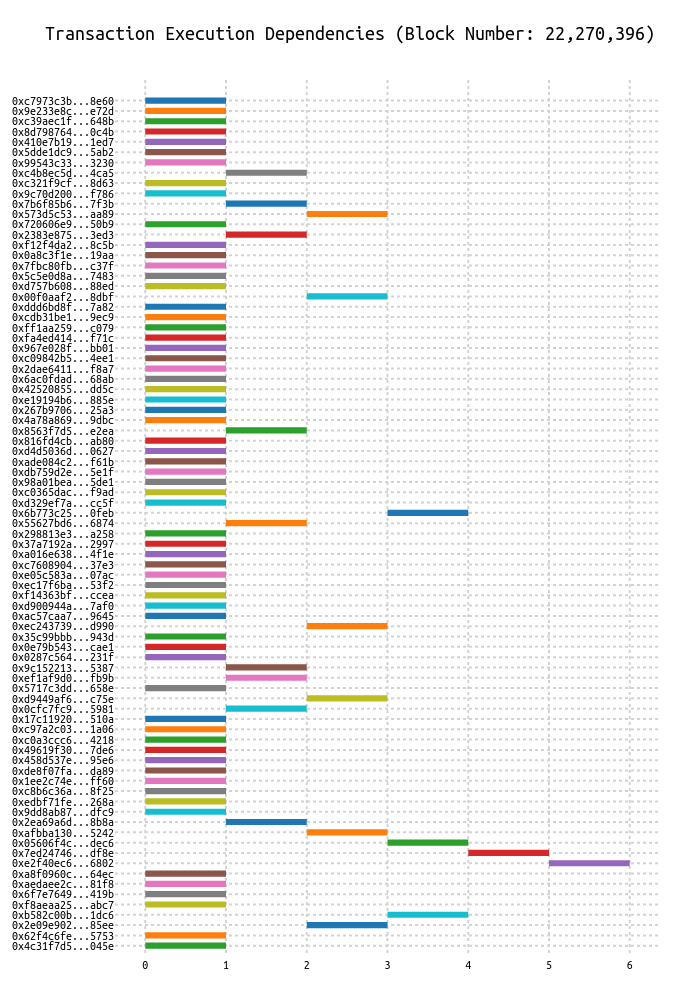 Transaction Execution Dependencies (Block Number: 22,270,396)
0xc7973c3b...8e60
0x9e233e8c...e72d
0xc39aec1f...648b
0x8d798764...0c4b
0x410e7b19...1ed7
0x5dde1dc9...5ab2
0x99543c33...3230
0xc4b8ec5d...4ca5
0xc321f9cf...8d63
0x9c70d200...f786
0x7b6f85b6...7f3b
0x573d5c53...aa89
0x720606e9...50b9
0x2383e875...3ed3
0xf12f4da2...8c5b
0x0a8c3f1e...19aa
0x7fbc80fb...c37f
0x5c5e0d8a...7483
0xd757b608...88ed
0x00f0aaf2...8dbf
0xddd6bd8f...7a82
0xcdb31be1...9ec9
0xff1aa259...c079
0xfa4ed414...f71c
0x967e028f...bb01
0xc09842b5...4ee1
0x2dae6411...f8a7
0x6ac0fdad...68ab
0x42520855...dd5c
0xe19194b6...885e
0x267b9706...25a3
0x4a78a869...9dbc
0x8563f7d5...e2ea
0x816fd4cb...ab80
0xd4d5036d...0627
0xade084c2...f61b
0xdb759d2e...5e1f
0x98a01bea...5de1
0xc0365dac...f9ad
0xd329ef7a...cc5f
0x6b773c25...0feb
0x55627bd6...6874
0x298813e3...a258
0x37a7192a...2997
0xa016e638...4f1e
0xc7608904...37e3
0xe05c583a...07ac
0xec17f6ba...53f2
0xf14363bf...ccea
0xd900944a...7af0
0xac57caa7...9645
0xec243739...d990
0x35c99bbb...943d
0x0e79b543...cae1
0x0287c564...231f
0x9c152213...5387
0xef1af9d0...fb9b
0x5717c3dd...658e
0xd9449af6...c75e
0x0cfc7fc9...5981
0x17c11920...510a
0xc97a2c03...1a06
0xc0a3ccc6...4218
0x49619f30...7de6
0x458d537e...95e6
0xde8f07fa...da89
0x1ee2c74e...ff60
0xc8b6c36a...8f25
0xedbf71fe...268a
0x9dd8ab87...dfc9
0x2ea69a6d...8b8a
0xafbba130...5242
0x05606f4c...dec6
0x7ed24746...df8e
0xe2f40ec6...6802
0xa8f0960c...64ec
0xaedaee2c...81f8
0x6f7e7649...419b
0xf8aeaa25...abc7
0xb582c00b...1dc6
0x2e09e902...85ee
0x62f4c6fe...5753
0x4c31f7d5...045e
0 1 2 3 4 5 6